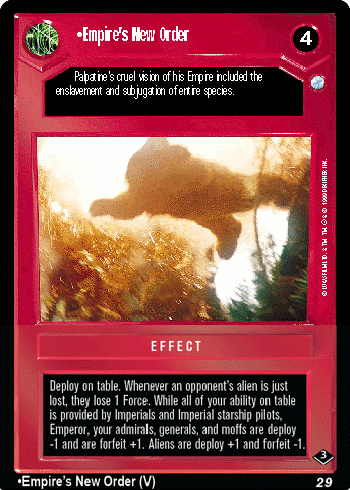 •Empire's New Order
4
Palpatine's cruel vision of his Empire included the
enslavement and subjugation of entire species.
EFFECT
Deploy on table. Whenever an opponent's alien is just
lost, they lose 1 Force. While all of your ability on table
is provided by Imperials and Imperial starship pilots,
Emperor, your admirals, generals, and moffs are deploy
-1 and are forfeit +1. Aliens are deploy +1 and forfeit -1.
3
•Empire's New Order (V)
29